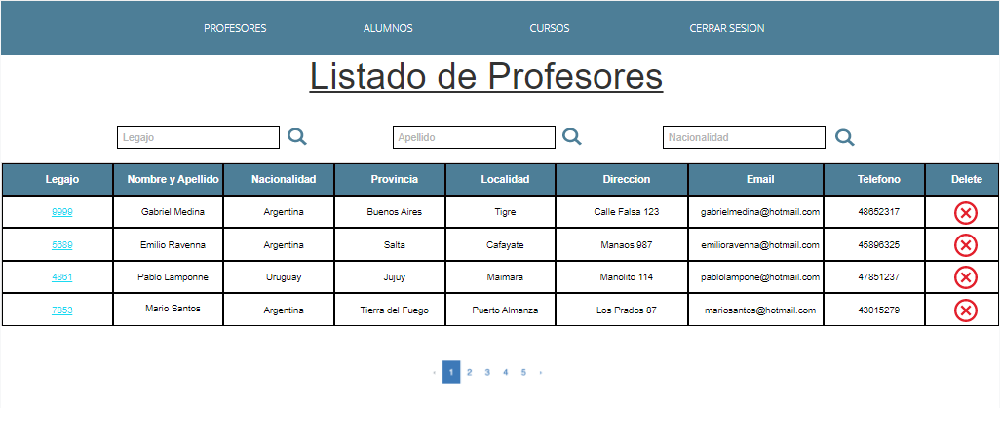 PROFESORES ALUMNOS CURSOS CERRAR SESION
Listado de Profesores
Legajo Apellido Nacionalidad
Legajo Nombre y Apellido Nacionalidad Provincia Localidad Direccion Email Telefono Delete
9999 Gabriel Medina Argentina Buenos Aires Tigre Calle Falsa 123 gabrielmedina@hotmail.com 48652317
5689 Emilio Ravenna Argentina Salta Cafayate Manaos 987 emilioravenna@hotmail.com 45896325
4861 Pablo Lamponne Uruguay Jujuy Maimara Manolito 114 pablolampone@hotmail.com 47851237
7853 Mario Santos Argentina Tierra del Fuego Puerto Almanza Los Prados 87 mariosantos@hotmail.com 43015279
‹ 1 2 3 4 5 ›